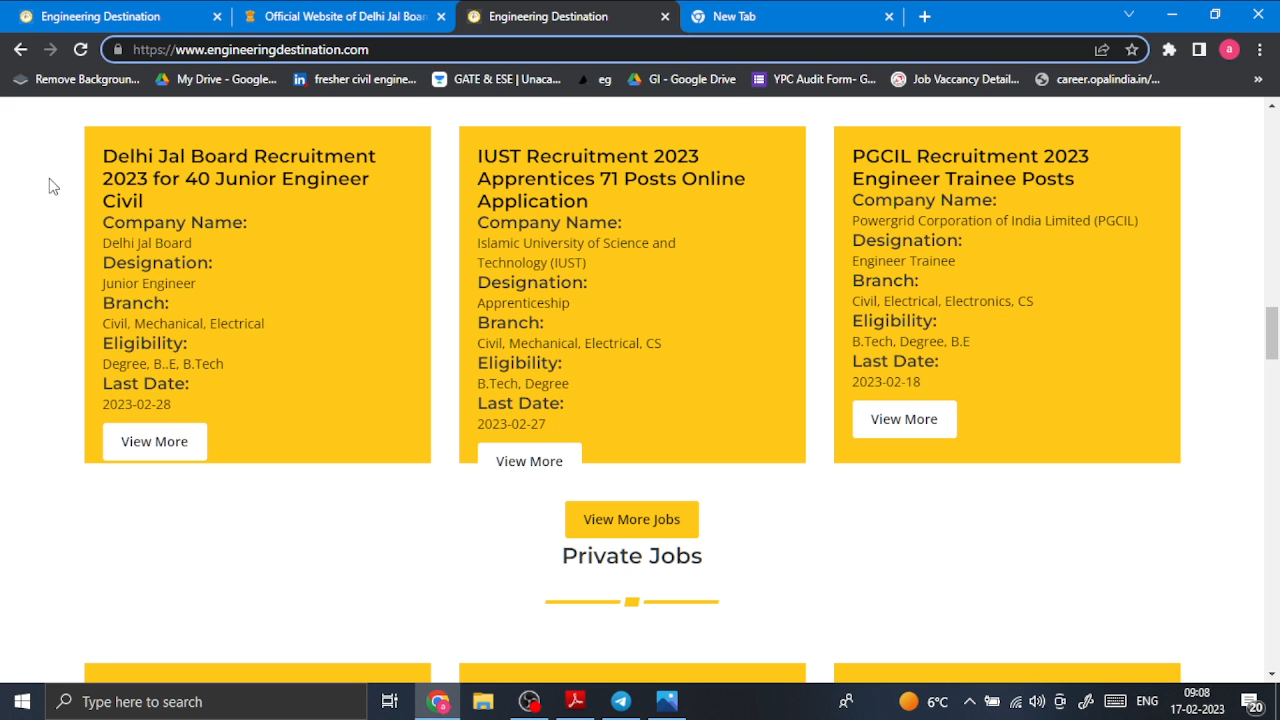 Engineering Destination
Official Website of Delhi Jal Boar
Engineering Destination
New Tab
https://www.engineeringdestination.com
a
Remove Backgroun...
My Drive - Google...
fresher civil engine...
GATE & ESE | Unaca...
eg
GI - Google Drive
YPC Audit Form- G...
Job Vaccancy Detail...
career.opalindia.in/...
»
Delhi Jal Board Recruitment
2023 for 40 Junior Engineer
Civil
Company Name:
Delhi Jal Board
Designation:
Junior Engineer
Branch:
Civil, Mechanical, Electrical
Eligibility:
Degree, B..E, B.Tech
Last Date:
2023-02-28
View More
IUST Recruitment 2023
Apprentices 71 Posts Online
Application
Company Name:
Islamic University of Science and
Technology (IUST)
Designation:
Apprenticeship
Branch:
Civil, Mechanical, Electrical, CS
Eligibility:
B.Tech, Degree
Last Date:
2023-02-27
View More
PGCIL Recruitment 2023
Engineer Trainee Posts
Company Name:
Powergrid Corporation of India Limited (PGCIL)
Designation:
Engineer Trainee
Branch:
Civil, Electrical, Electronics, CS
Eligibility:
B.Tech, Degree, B.E
Last Date:
2023-02-18
View More
View More Jobs
Private Jobs
Type here to search
6°C
ENG
09:08
17-02-2023
20